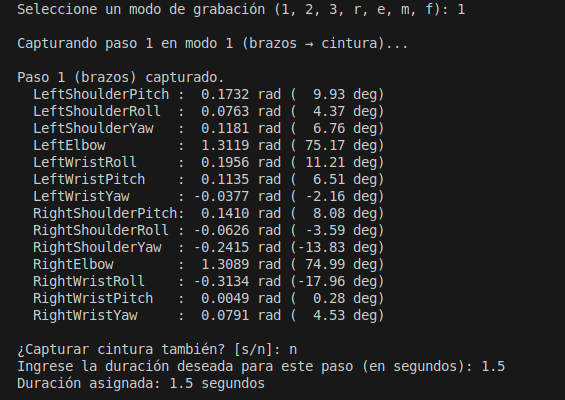 Seleccione un modo de grabación (1, 2, 3, r, e, m, f): 1
Capturando paso 1 en modo 1 (brazos → cintura)...
Paso 1 (brazos) capturado.
LeftShoulderPitch :  0.1732 rad (  9.93 deg)
LeftShoulderRoll  :  0.0763 rad (  4.37 deg)
LeftShoulderYaw   :  0.1181 rad (  6.76 deg)
LeftElbow         :  1.3119 rad ( 75.17 deg)
LeftWristRoll     :  0.1956 rad ( 11.21 deg)
LeftWristPitch    :  0.1135 rad (  6.51 deg)
LeftWristYaw      : -0.0377 rad ( -2.16 deg)
RightShoulderPitch:  0.1410 rad (  8.08 deg)
RightShoulderRoll : -0.0626 rad ( -3.59 deg)
RightShoulderYaw  : -0.2415 rad (-13.83 deg)
RightElbow        :  1.3089 rad ( 74.99 deg)
RightWristRoll    : -0.3134 rad (-17.96 deg)
RightWristPitch   :  0.0049 rad (  0.28 deg)
RightWristYaw     :  0.0791 rad (  4.53 deg)
¿Capturar cintura también? [s/n]: n
Ingrese la duración deseada para este paso (en segundos): 1.5
Duración asignada: 1.5 segundos